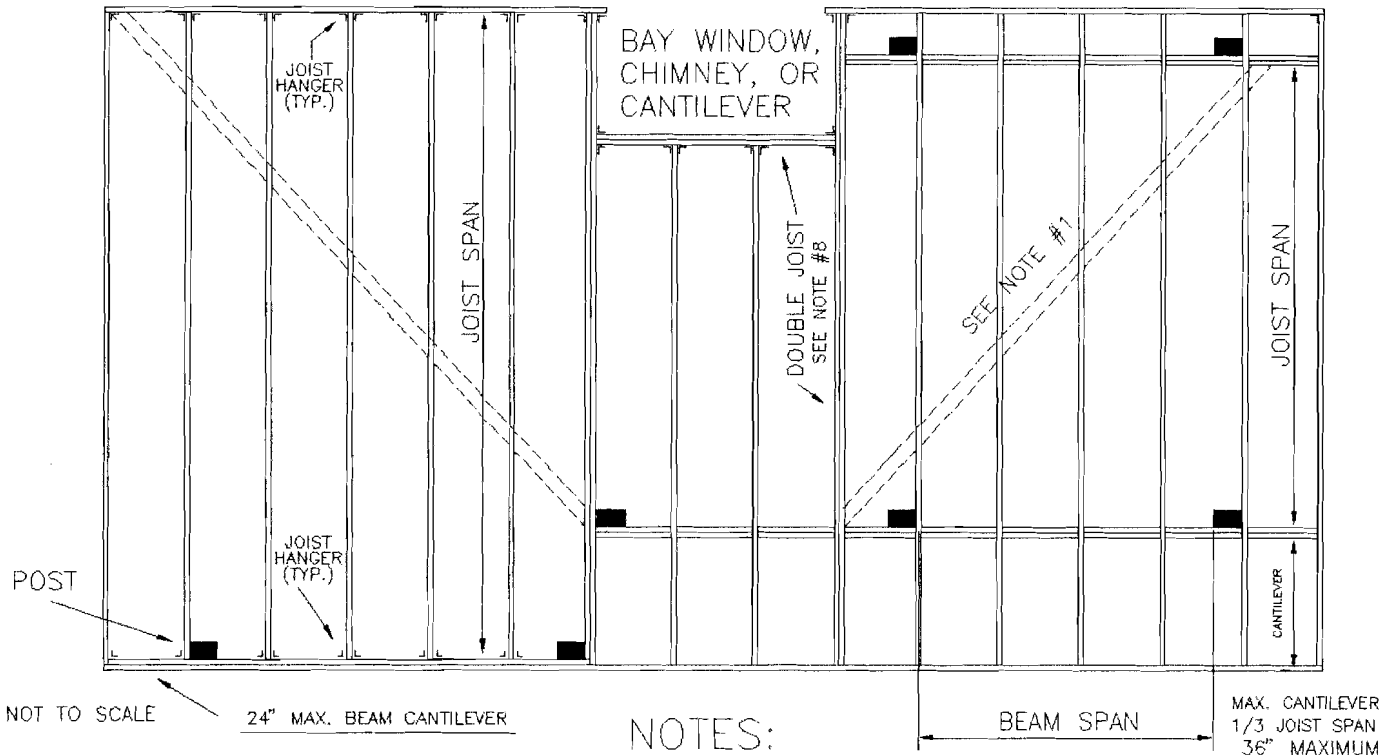 BAY WINDOW,
CHIMNEY, OR
CANTILEVER
JOIST
HANGER
(TYP.)
JOIST SPAN
DOUBLE JOIST
SEE NOTE #8
SEE NOTE #1
JOIST SPAN
JOIST
HANGER
(TYP.)
POST
CANTILEVER
NOT TO SCALE
24" MAX. BEAM CANTILEVER
NOTES:
BEAM SPAN
MAX. CANTILEVER
1/3 JOIST SPAN
36" MAXIMUM